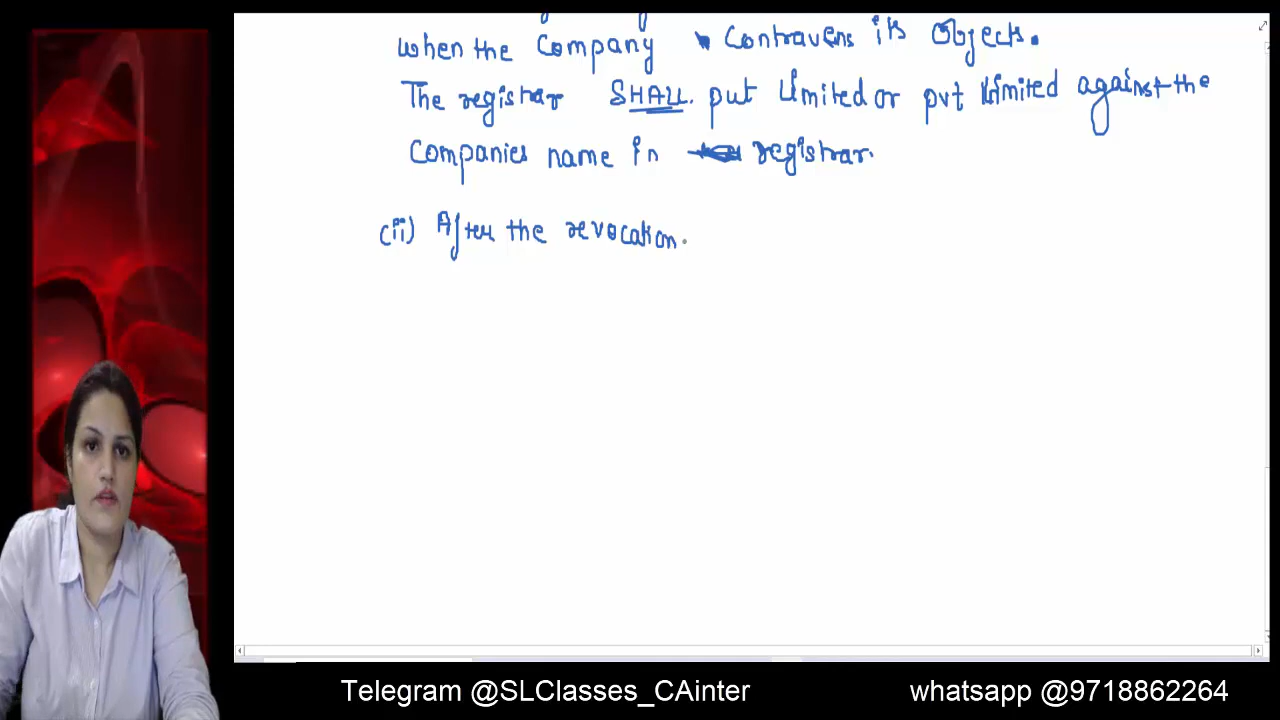 when the Company Contravens its Objects.
The registrar SHALL put Limited or pvt Limited against the
Companies name in registrar.
(ii) After the revocation.
Telegram @SLClasses_CAinter
whatsapp @9718862264